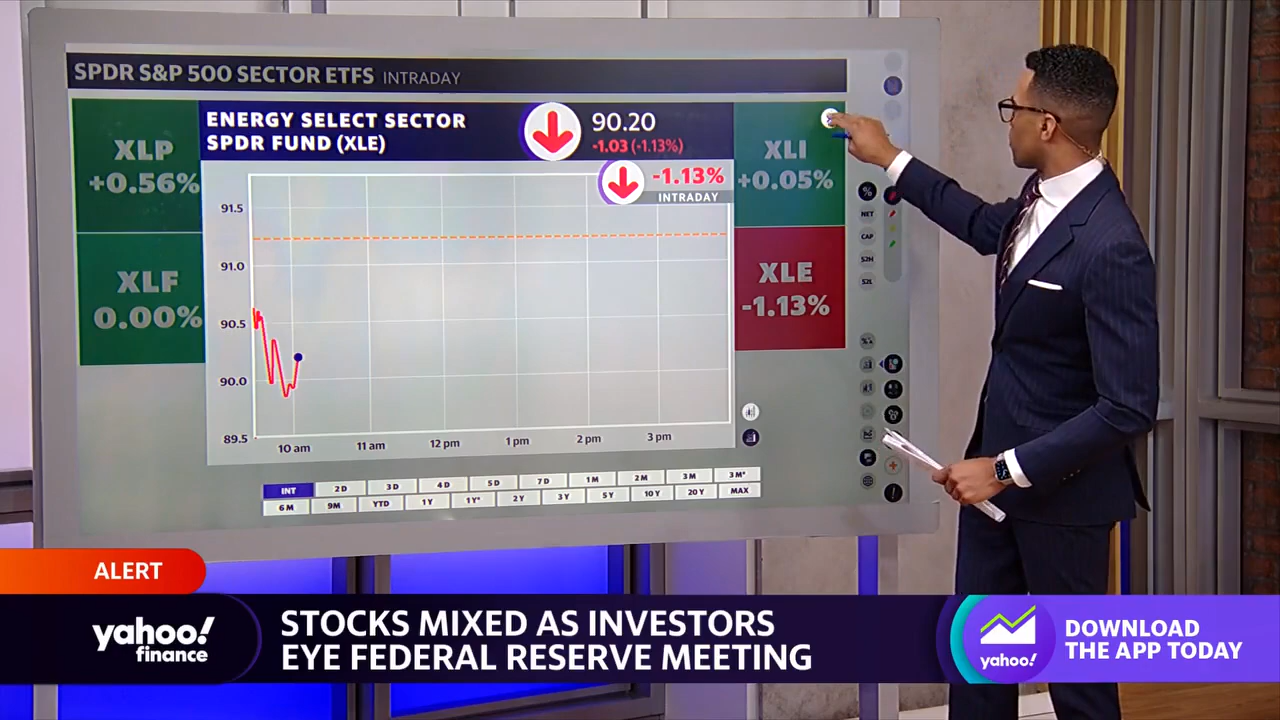 SPDR S&P 500 SECTOR ETFS INTRADAY
XLP
+0.56%
XLF
0.00%
ENERGY SELECT SECTOR
SPDR FUND (XLE)
90.20
-1.03 (-1.13%)
-1.13%
INTRADAY
XLI
+0.05%
XLE
-1.13%
91.5
91.0
90.5
90.0
89.5
10 am 11 am 12 pm 1 pm 2 pm 3 pm
INT 2D 3D 4D 5D 7D 1M 2M 3M 3M*
6M 9M YTD 1Y 1Y* 2Y 3Y 5Y 10Y 20Y MAX
%
NET
CAP
S2H
S2L
ALERT
yahoo!
finance
STOCKS MIXED AS INVESTORS
EYE FEDERAL RESERVE MEETING
yahoo!
DOWNLOAD
THE APP TODAY